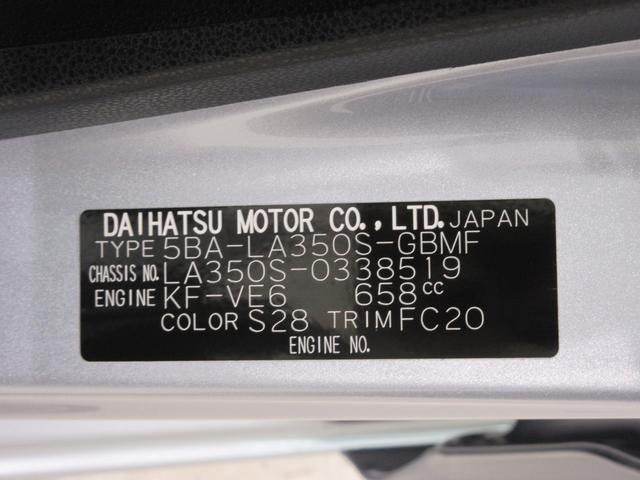 DAIHATSU MOTOR CO., LTD. JAPAN
TYPE 5BA-LA350S-GBMF
CHASSIS NO. LA350S-0338519
ENGINE KF-VE6 658cc
COLOR S28 TRIM FC20
ENGINE NO.